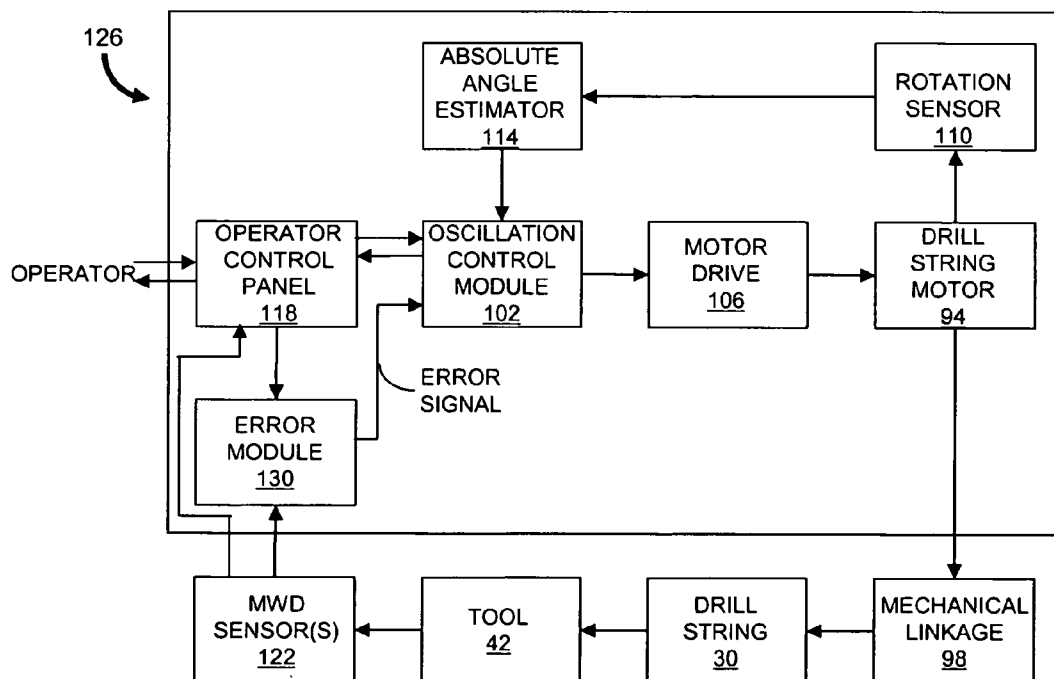 126
ABSOLUTE
ANGLE
ESTIMATOR
114
ROTATION
SENSOR
110
OPERATOR
OPERATOR
CONTROL
PANEL
118
OSCILLATION
CONTROL
MODULE
102
MOTOR
DRIVE
106
DRILL
STRING
MOTOR
94
ERROR
SIGNAL
ERROR
MODULE
130
MWD
SENSOR(S)
122
TOOL
42
DRILL
STRING
30
MECHANICAL
LINKAGE
98